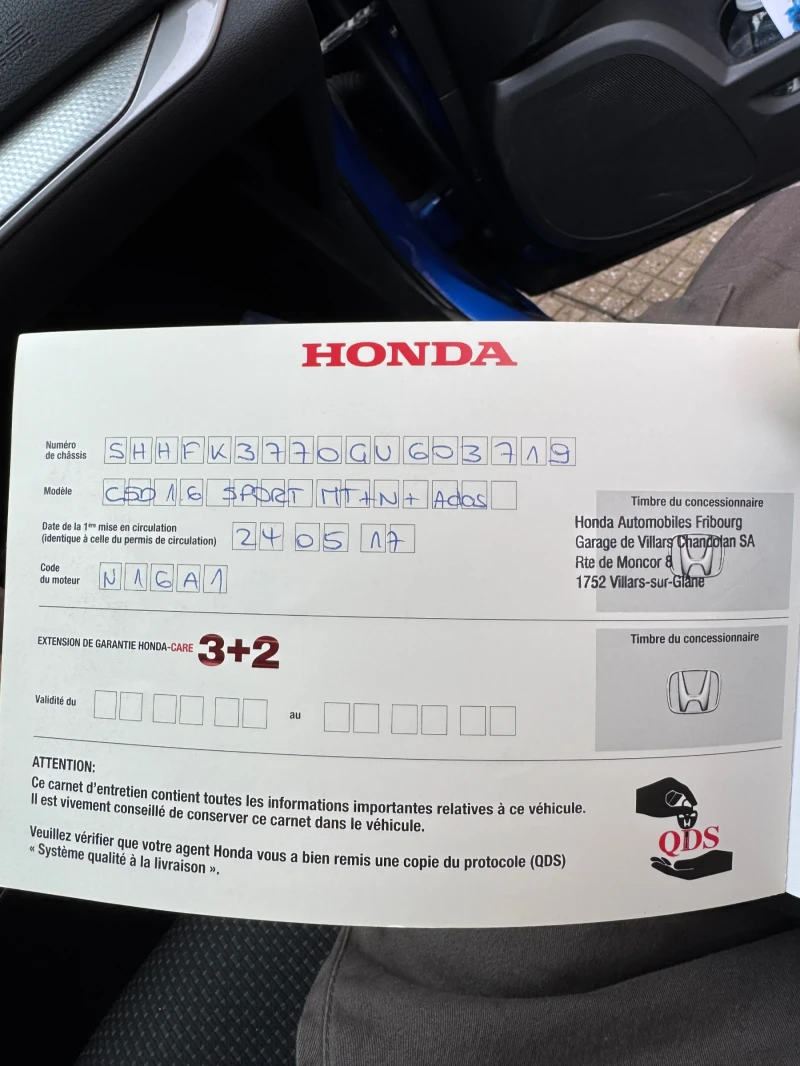 HONDA
Numéro
de châssis
SHHFK3770GU603719
Modèle
C5D 1.6 SPORT MT+N+ Adas
Date de la 1ère mise en circulation
(identique à celle du permis de circulation)
24 05 17
Code
du moteur
N16A1
Timbre du concessionnaire
Honda Automobiles Fribourg
Garage de Villars Chandolan SA
Rte de Moncor 8
1752 Villars-sur-Glâne
EXTENSION DE GARANTIE HONDA-CARE 3+2
Timbre du concessionnaire
Validité du
au
ATTENTION:
Ce carnet d'entretien contient toutes les informations importantes relatives à ce véhicule.
Il est vivement conseillé de conserver ce carnet dans le véhicule.
Veuillez vérifier que votre agent Honda vous a bien remis une copie du protocole (QDS)
« Système qualité à la livraison ».
QDS